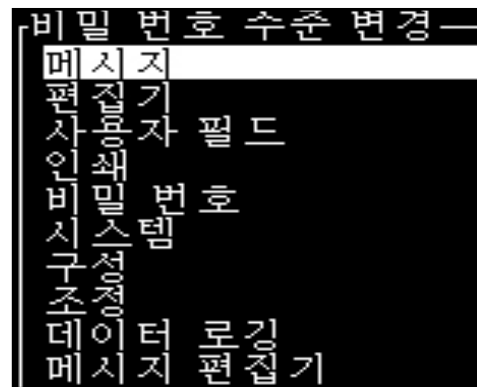 비밀 번호 수준 변경
메시지
편집기
사용자 필드
인쇄
비밀 번호
시스템
구성
조정
데이터 로깅
메시지 편집기